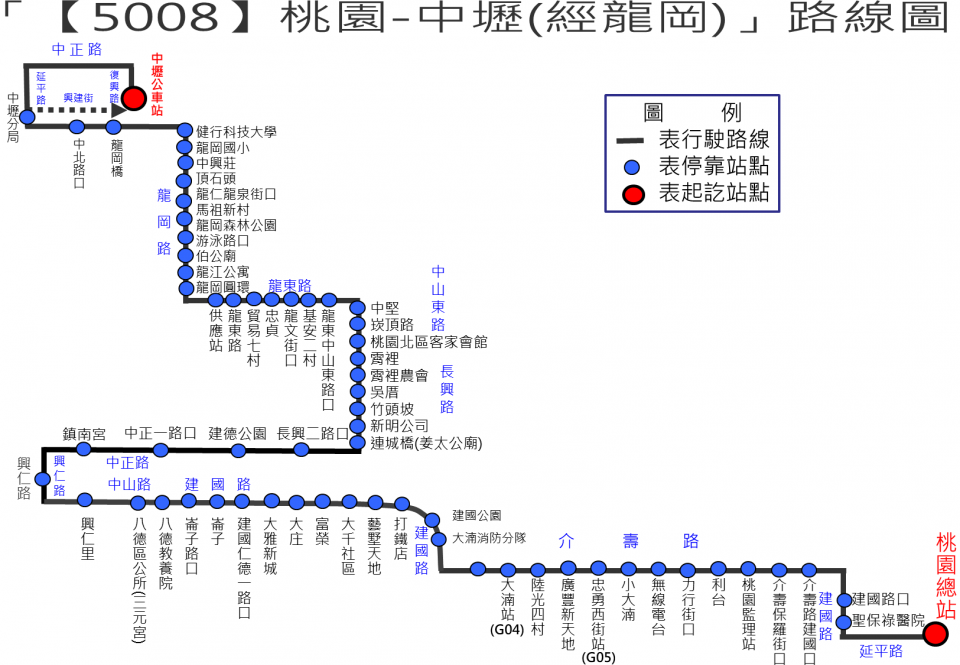 「【5008】桃園-中壢(經龍岡)」路線圖
中正路
延平路
興建街
復興路
中壢公車站
中壢分局
中北路口
龍岡橋
圖 例
表行駛路線
表停靠站點
表起訖站點
健行科技大學
龍岡國小
中興莊
頂石頭
龍仁龍泉街口
馬祖新村
龍岡森林公園
游泳路口
伯公廟
龍江公寓
龍岡圓環
龍岡路
龍東路
供應站
龍東路
貿易七村
忠貞
龍文街口
基安二村
龍東中山東路口
中山東路
中堅
崁頂路
桃園北區客家會館
霄裡
霄裡農會
吳厝
竹頭坡
新明公司
連城橋(姜太公廟)
長興路
鎮南宮
中正一路口
建德公園
長興二路口
中正路
興仁路
興仁路
中山路
建國路
興仁里
八德區公所(三元宮)
八德教養院
崙子路口
崙子
建國仁德一路口
大雅新城
大庄
富榮
大千社區
藝墅天地
打鐵店
建國路
建國公園
大湳消防分隊
介壽路
大湳站
(G04)
陸光四村
廣豐新天地
忠勇西街站
(G05)
小大湳
無線電台
力行街口
利台
桃園監理站
介壽保羅街口
介壽路建國口
建國路
建國路口
聖保祿醫院
延平路
桃園總站